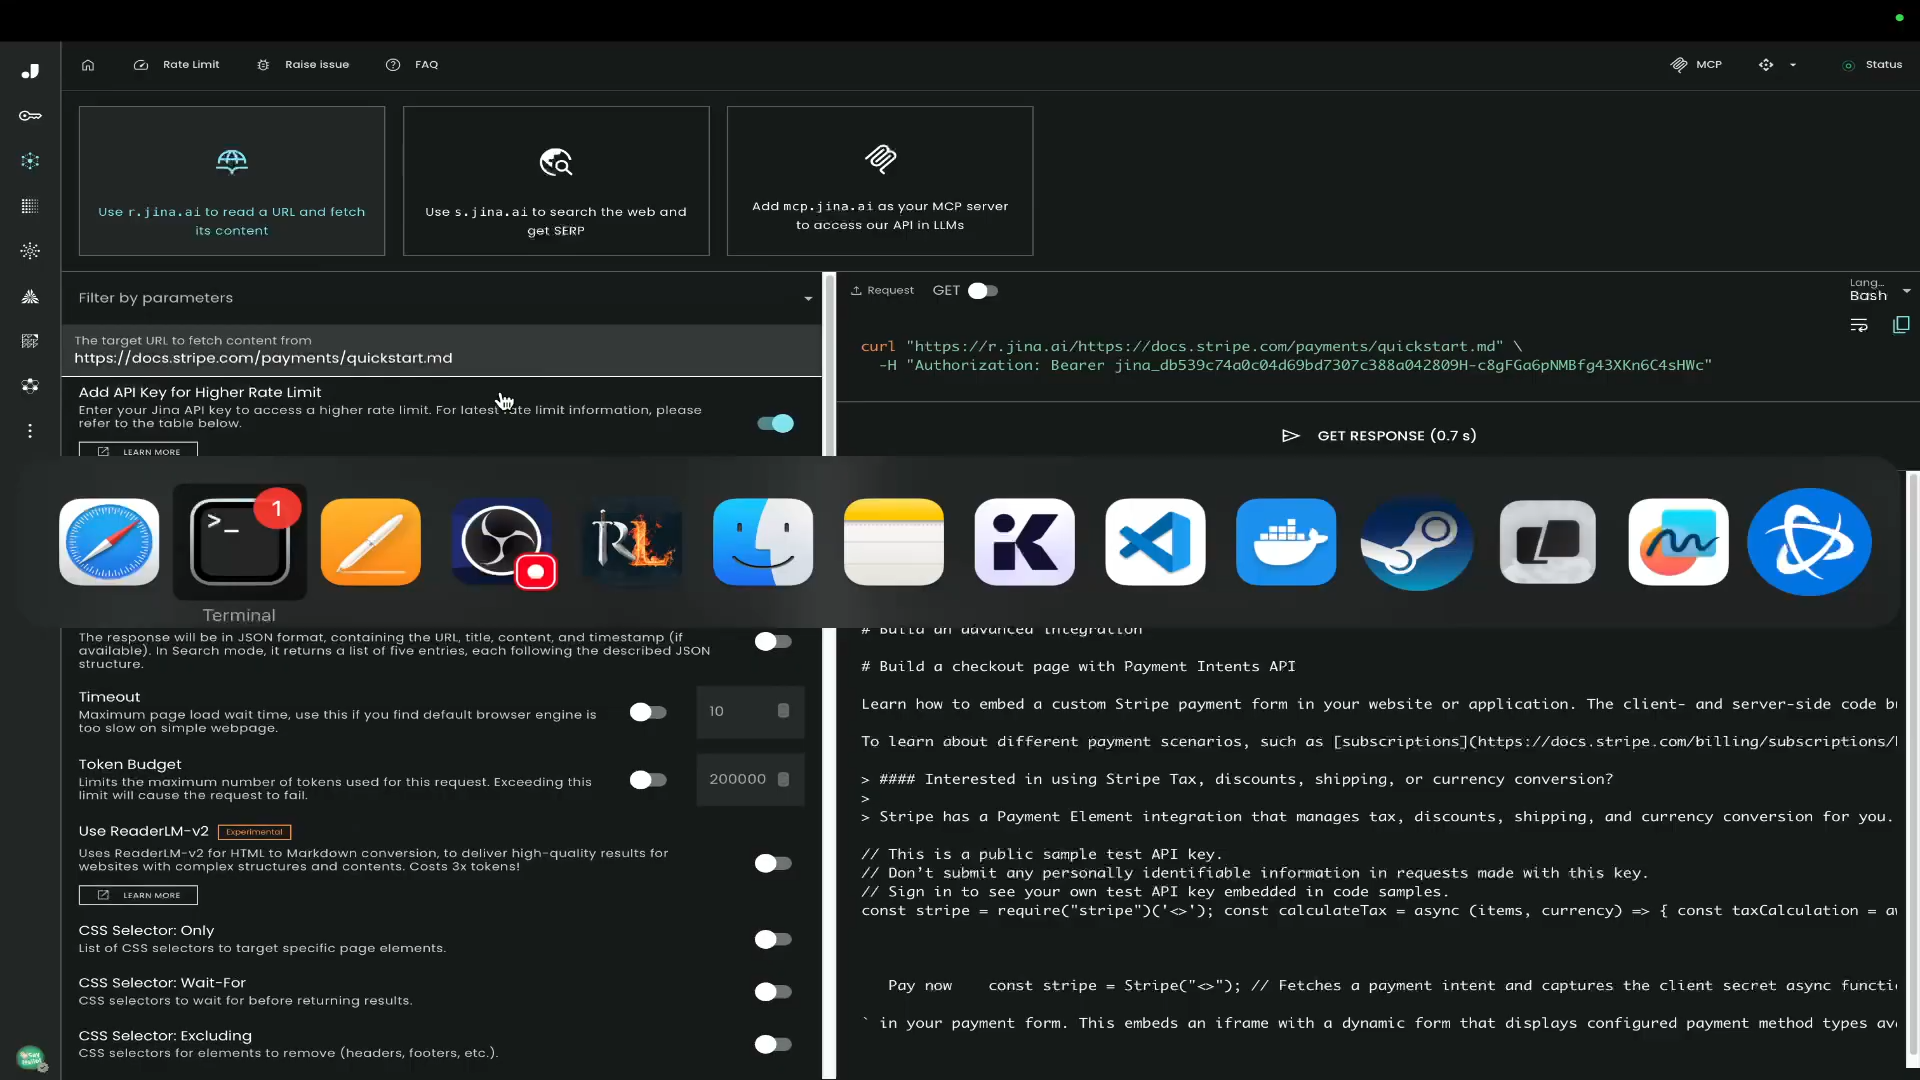 Rate Limit
Raise issue
FAQ
MCP
Status
Use r.jina.ai to read a URL and fetch
its content
Use s.jina.ai to search the web and
get SERP
Add mcp.jina.ai as your MCP server
to access our API in LLMs
Filter by parameters
The target URL to fetch content from
https://docs.stripe.com/payments/quickstart.md
Add API Key for Higher Rate Limit
Enter your Jina API key to access a higher rate limit. For latest rate limit information, please
refer to the table below.
LEARN MORE
Request
GET
Lang...
Bash
curl "https://r.jina.ai/https://docs.stripe.com/payments/quickstart.md" \
-H "Authorization: Bearer jina_db539c74a0c04d69bd7307c388a042809H-c8gFGa6pNMBfg43XKn6C4sHWc"
GET RESPONSE (0.7 s)
>_
1
RL
K
Terminal
The response will be in JSON format, containing the URL, title, content, and timestamp (if
available). In Search mode, it returns a list of five entries, each following the described JSON
structure.
Timeout
Maximum page load wait time, use this if you find default browser engine is
too slow on simple webpage.
10
Token Budget
Limits the maximum number of tokens used for this request. Exceeding this
limit will cause the request to fail.
200000
Use ReaderLM-v2
Experimental
Uses ReaderLM-v2 for HTML to Markdown conversion, to deliver high-quality results for
websites with complex structures and contents. Costs 3x tokens!
LEARN MORE
CSS Selector: Only
List of CSS selectors to target specific page elements.
CSS Selector: Wait-For
CSS selectors to wait for before returning results.
CSS Selector: Excluding
CSS selectors for elements to remove (headers, footers, etc.).
# Build an advanced integration
# Build a checkout page with Payment Intents API
Learn how to embed a custom Stripe payment form in your website or application. The client- and server-side code
To learn about different payment scenarios, such as [subscriptions](https://docs.stripe.com/billing/subscriptions/
> #### Interested in using Stripe Tax, discounts, shipping, or currency conversion?
>
> Stripe has a Payment Element integration that manages tax, discounts, shipping, and currency conversion for you.
// This is a public sample test API key.
// Don't submit any personally identifiable information in requests made with this key.
// Sign in to see your own test API key embedded in code samples.
const stripe = require("stripe")('<>'); const calculateTax = async (items, currency) => { const taxCalculation =
Pay now const stripe = Stripe("<>"); // Fetches a payment intent and captures the client secret async
` in your payment form. This embeds an iframe with a dynamic form that displays configured payment method types